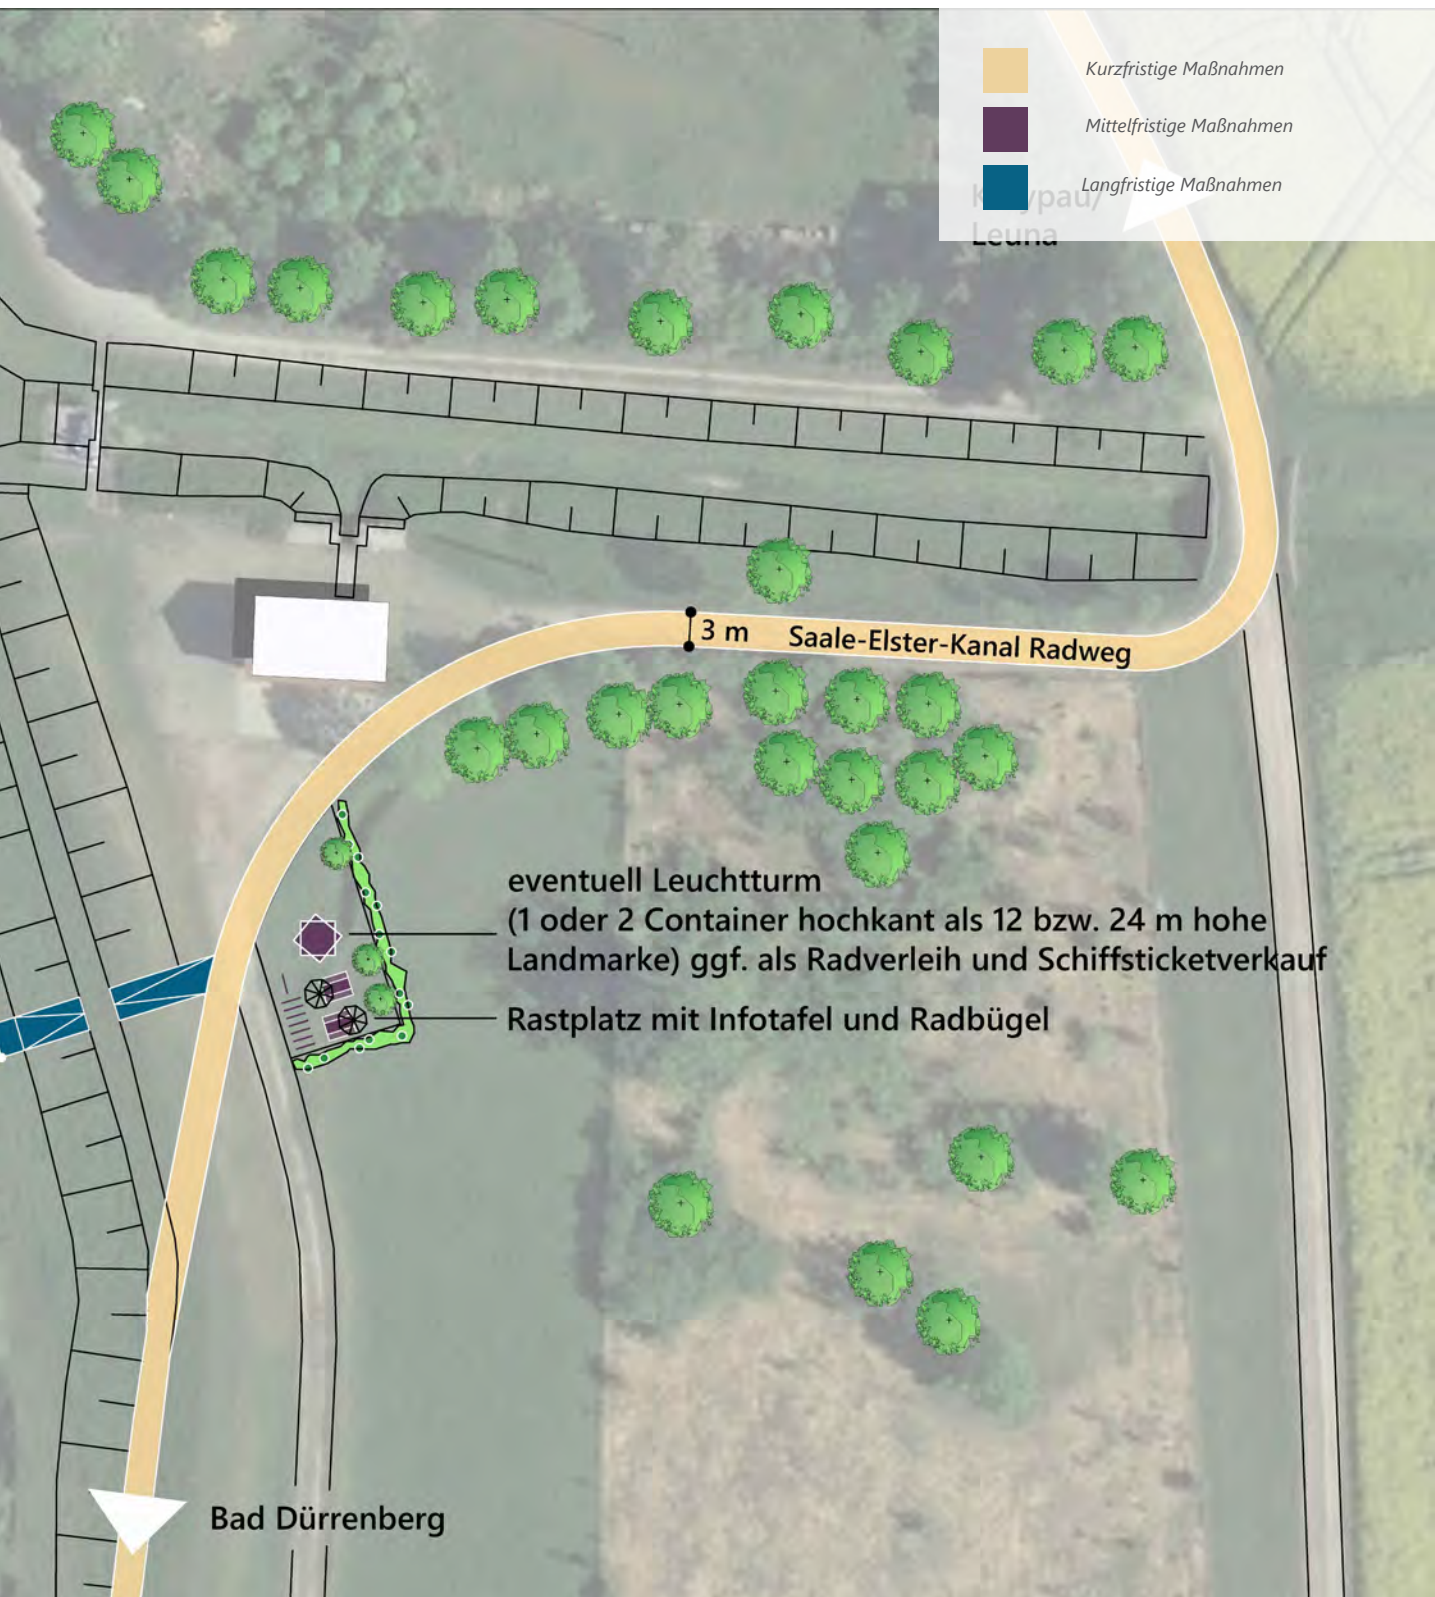 Kurzfristige Maßnahmen
Mittelfristige Maßnahmen
Langfristige Maßnahmen
Leuna
3 m
Saale-Elster-Kanal Radweg
eventuell Leuchtturm
(1 oder 2 Container hochkant als 12 bzw. 24 m hohe
Landmarke) ggf. als Radverleih und Schiffsticketverkauf
Rastplatz mit Infotafel und Radbügel
Bad Dürrenberg